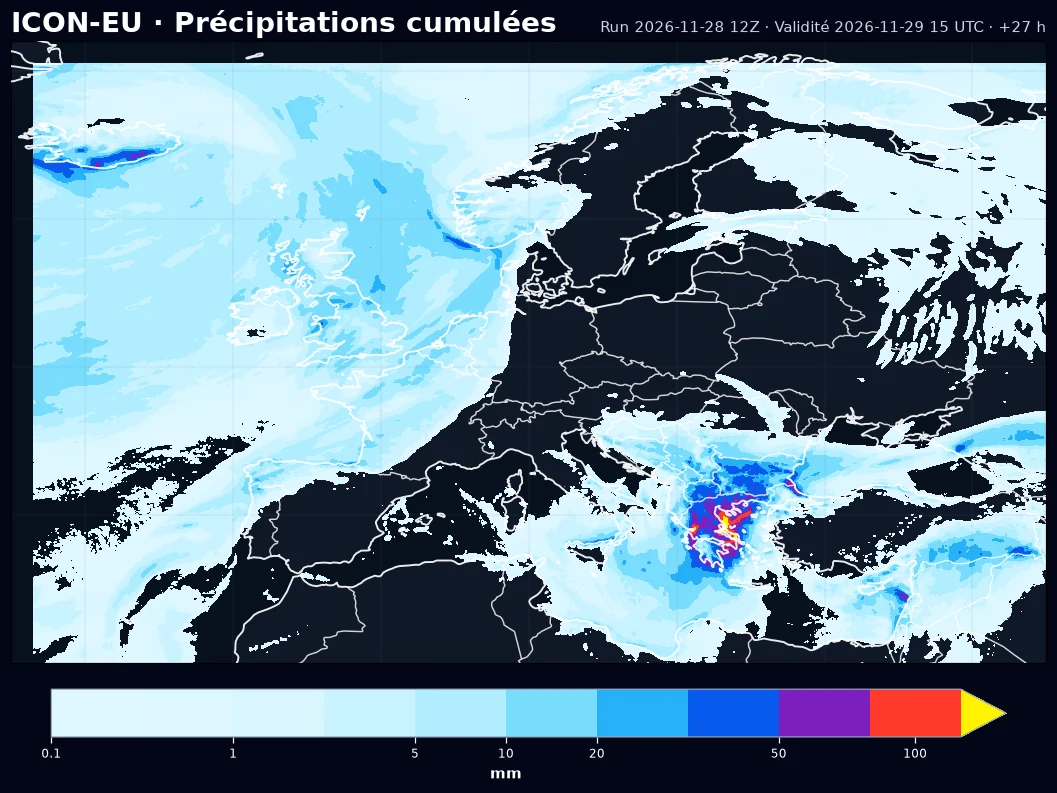 ICON-EU · Précipitations cumulées
Run 2026-11-28 12Z · Validité 2026-11-29 15 UTC · +27 h
0.1 1 5 10 20 50 100
mm